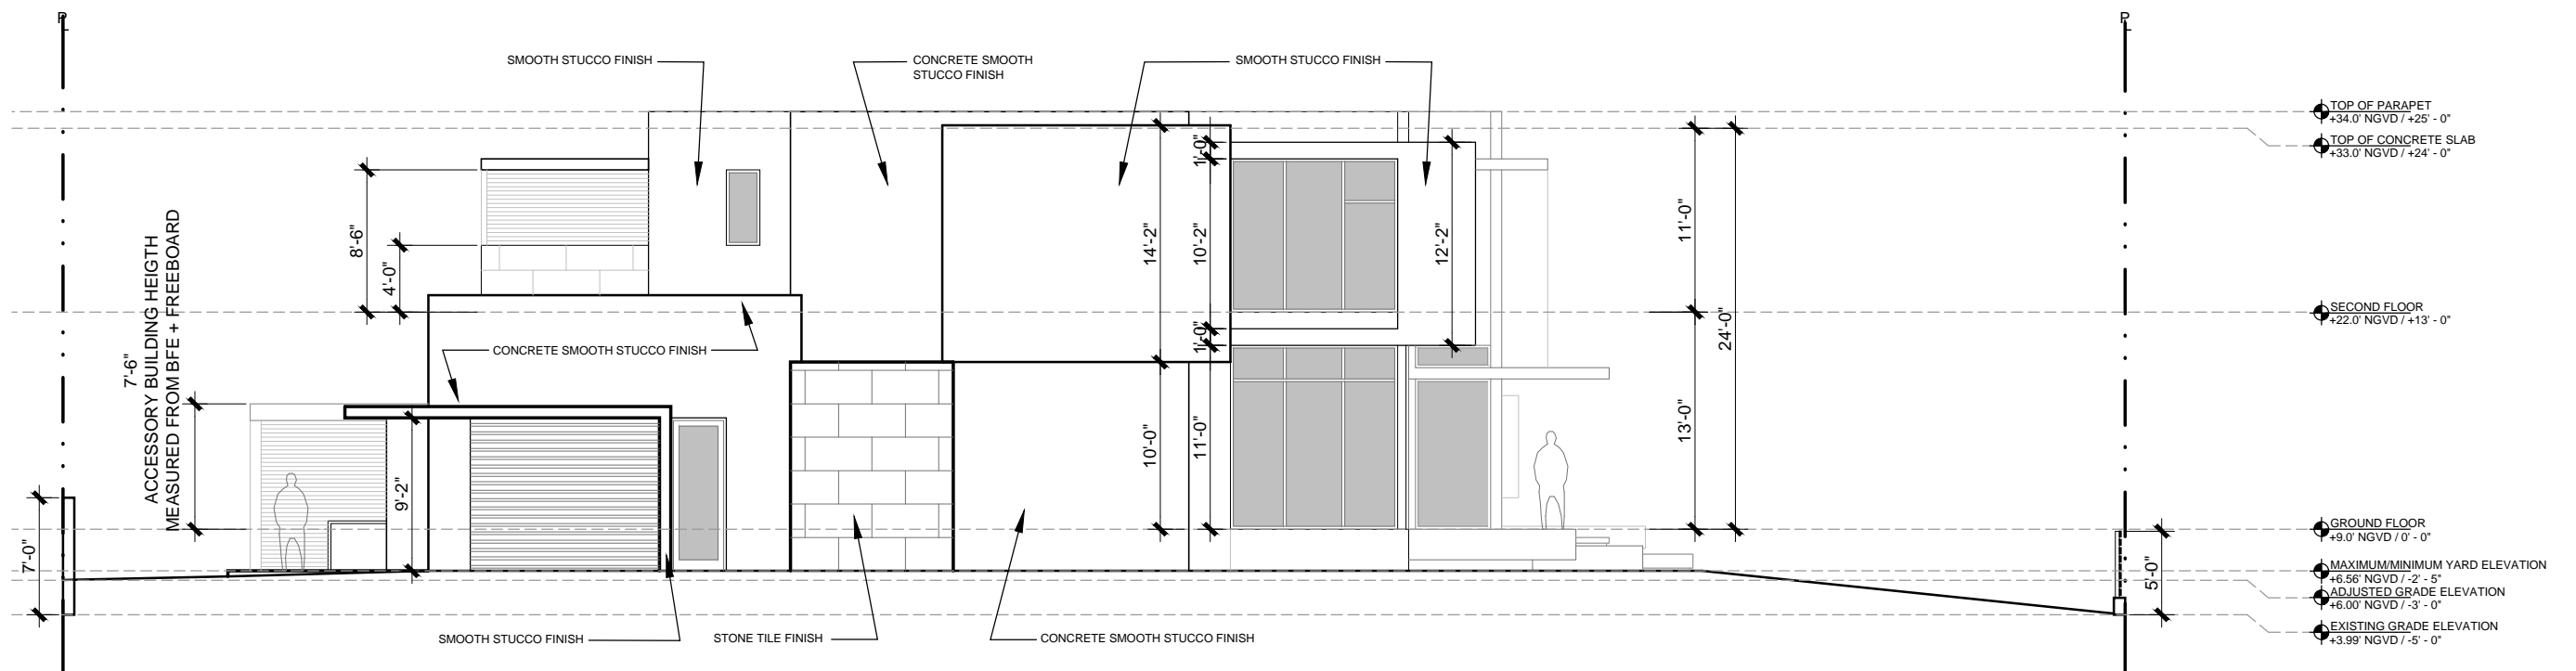 PL
PL
SMOOTH STUCCO FINISH
CONCRETE SMOOTH
STUCCO FINISH
SMOOTH STUCCO FINISH
TOP OF PARAPET
+34.0' NGVD / +25' - 0"
TOP OF CONCRETE SLAB
+33.0' NGVD / +24' - 0"
1'-0"
8'-6"
4'-0"
14'-2"
10'-2"
12'-2"
11'-0"
24'-0"
SECOND FLOOR
+22.0' NGVD / +13' - 0"
1'-0"
CONCRETE SMOOTH STUCCO FINISH
7'-6"
ACCESSORY BUILDING HEIGTH
MEASURED FROM BFE + FREEBOARD
9'-2"
10'-0"
11'-0"
13'-0"
7'-0"
5'-0"
GROUND FLOOR
+9.0' NGVD / 0' - 0"
MAXIMUM/MINIMUM YARD ELEVATION
+6.56' NGVD / -2' - 5"
ADJUSTED GRADE ELEVATION
+6.00' NGVD / -3' - 0"
EXISTING GRADE ELEVATION
+3.99' NGVD / -5' - 0"
SMOOTH STUCCO FINISH
STONE TILE FINISH
CONCRETE SMOOTH STUCCO FINISH